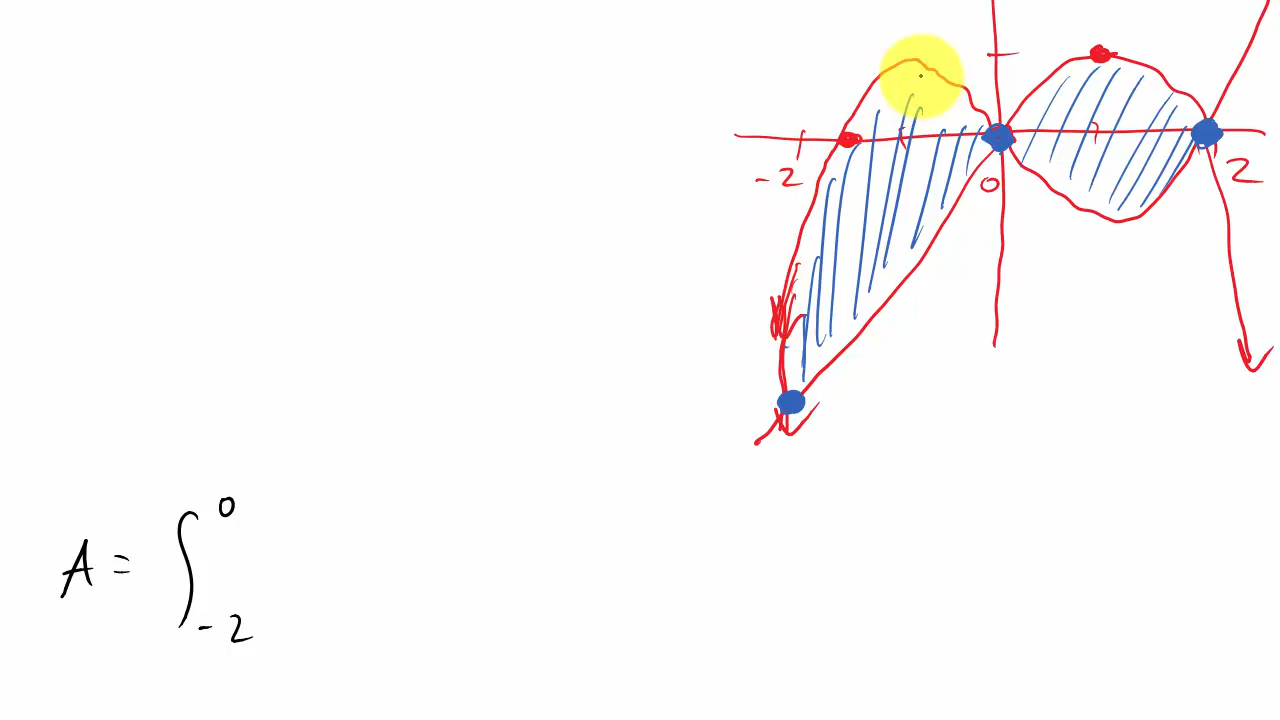 -2 0 2
A = ∫_{-2}^{0}